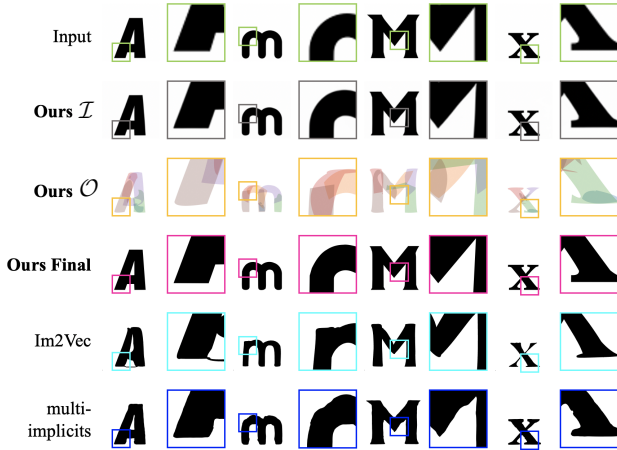 Input A m M x
Ours I A m M x
Ours O A m M x
Ours Final A m M x
Im2Vec A m M x
multi-
implicits A m M x